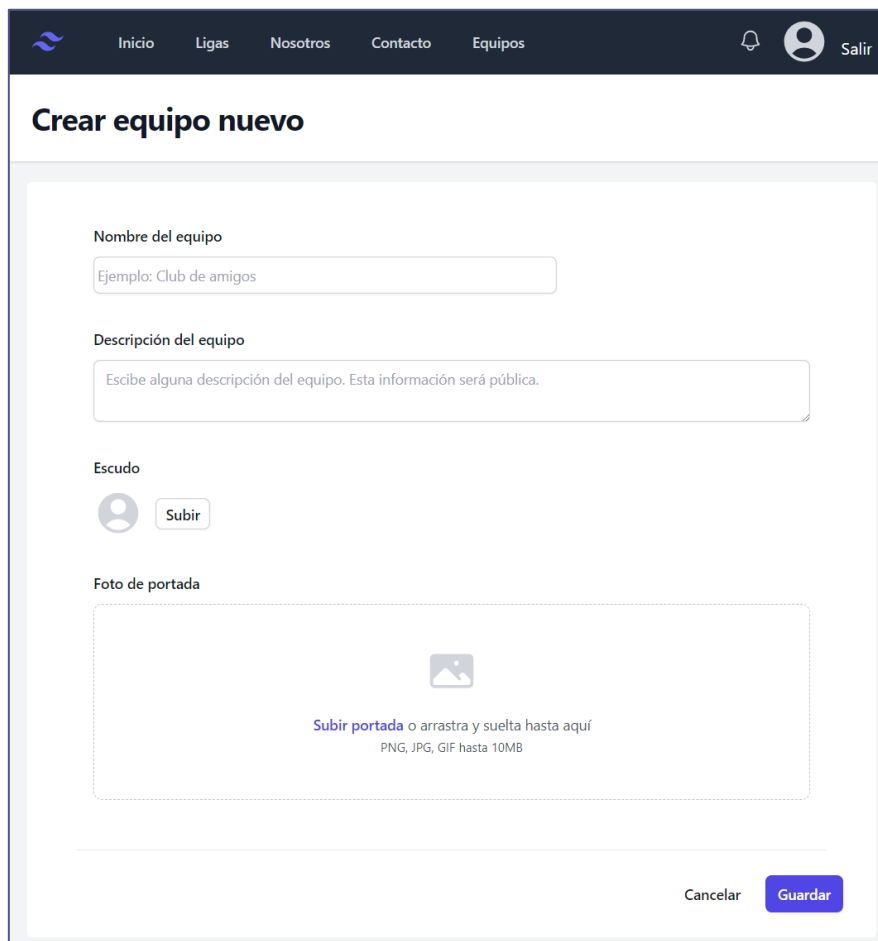 Inicio Ligas Nosotros Contacto Equipos Salir
Crear equipo nuevo
Nombre del equipo
Ejemplo: Club de amigos
Descripción del equipo
Escibe alguna descripción del equipo. Esta información será pública.
Escudo
Subir
Foto de portada
Subir portada o arrastra y suelta hasta aquí
PNG, JPG, GIF hasta 10MB
Cancelar Guardar